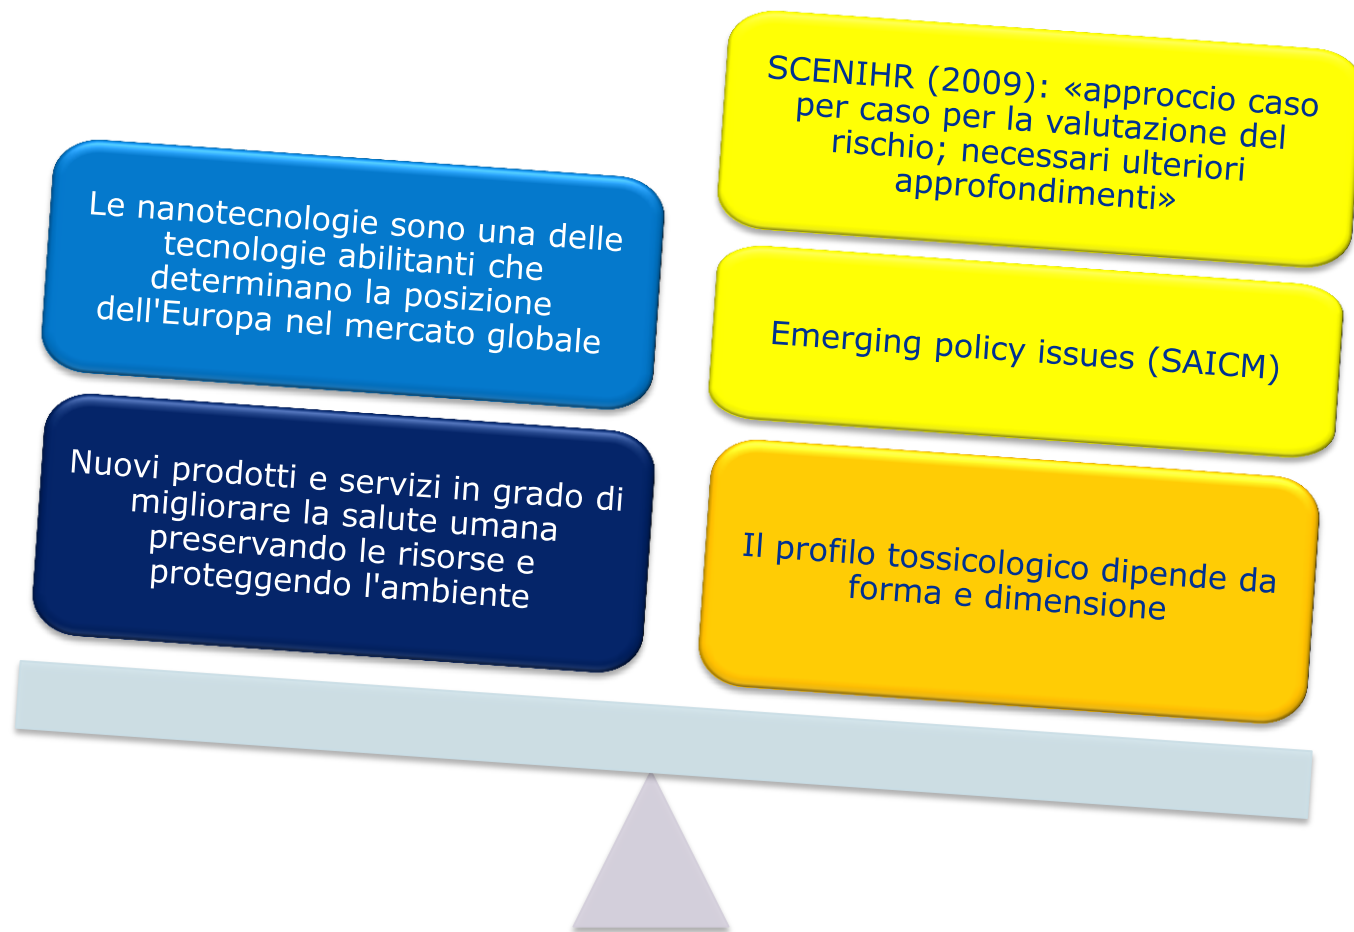 Le nanotecnologie sono una delle
tecnologie abilitanti che
determinano la posizione
dell'Europa nel mercato globale
Nuovi prodotti e servizi in grado di
migliorare la salute umana
preservando le risorse e
proteggendo l'ambiente
SCENIHR (2009): «approccio caso
per caso per la valutazione del
rischio; necessari ulteriori
approfondimenti»
Emerging policy issues (SAICM)
Il profilo tossicologico dipende da
forma e dimensione